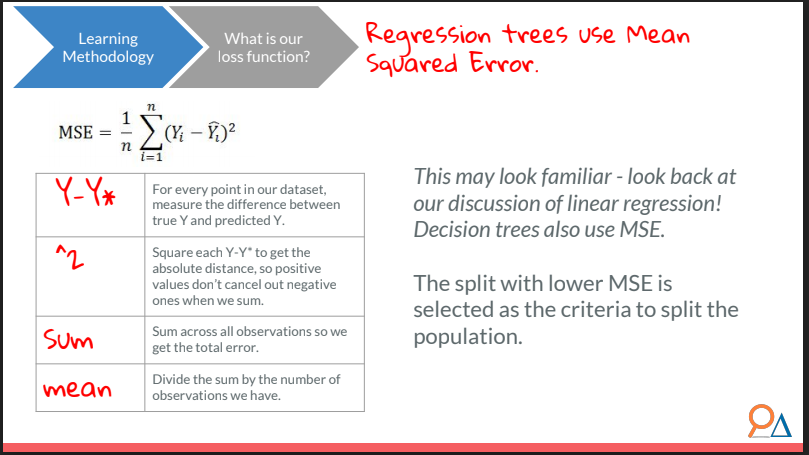 Learning
Methodology
What is our
loss function?
Regression trees use Mean
Squared Error.
MSE = \frac{1}{n} \sum_{i=1}^{n} (Y_i - \hat{Y}_i)^2
Y-Y*
For every point in our dataset,
measure the difference between
true Y and predicted Y.
^2
Square each Y-Y* to get the
absolute distance, so positive
values don't cancel out negative
ones when we sum.
sum
Sum across all observations so we
get the total error.
mean
Divide the sum by the number of
observations we have.
This may look familiar - look back at
our discussion of linear regression!
Decision trees also use MSE.
The split with lower MSE is
selected as the criteria to split the
population.